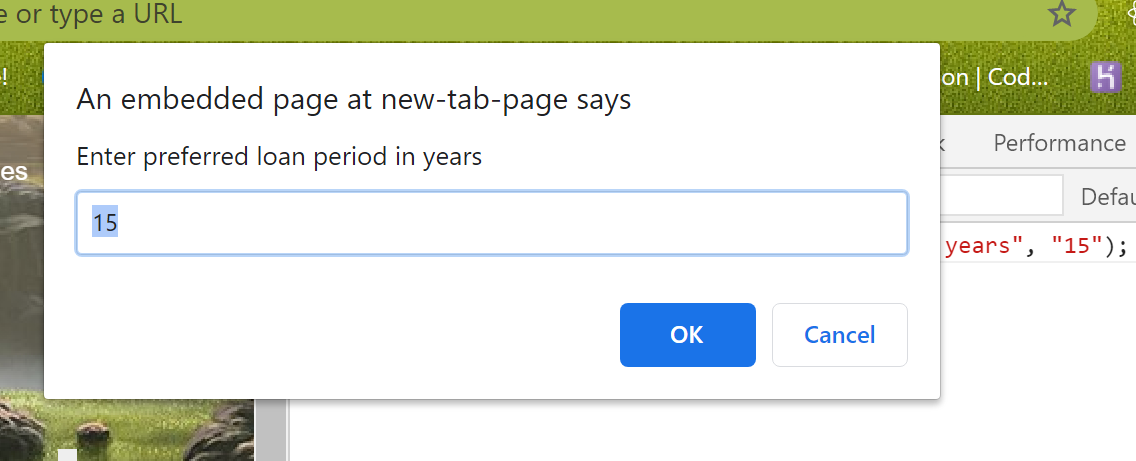 e or type a URL
!
on | Cod...
An embedded page at new-tab-page says
Enter preferred loan period in years
es
k
Performance
15
Defau
years", "15");
OK
Cancel